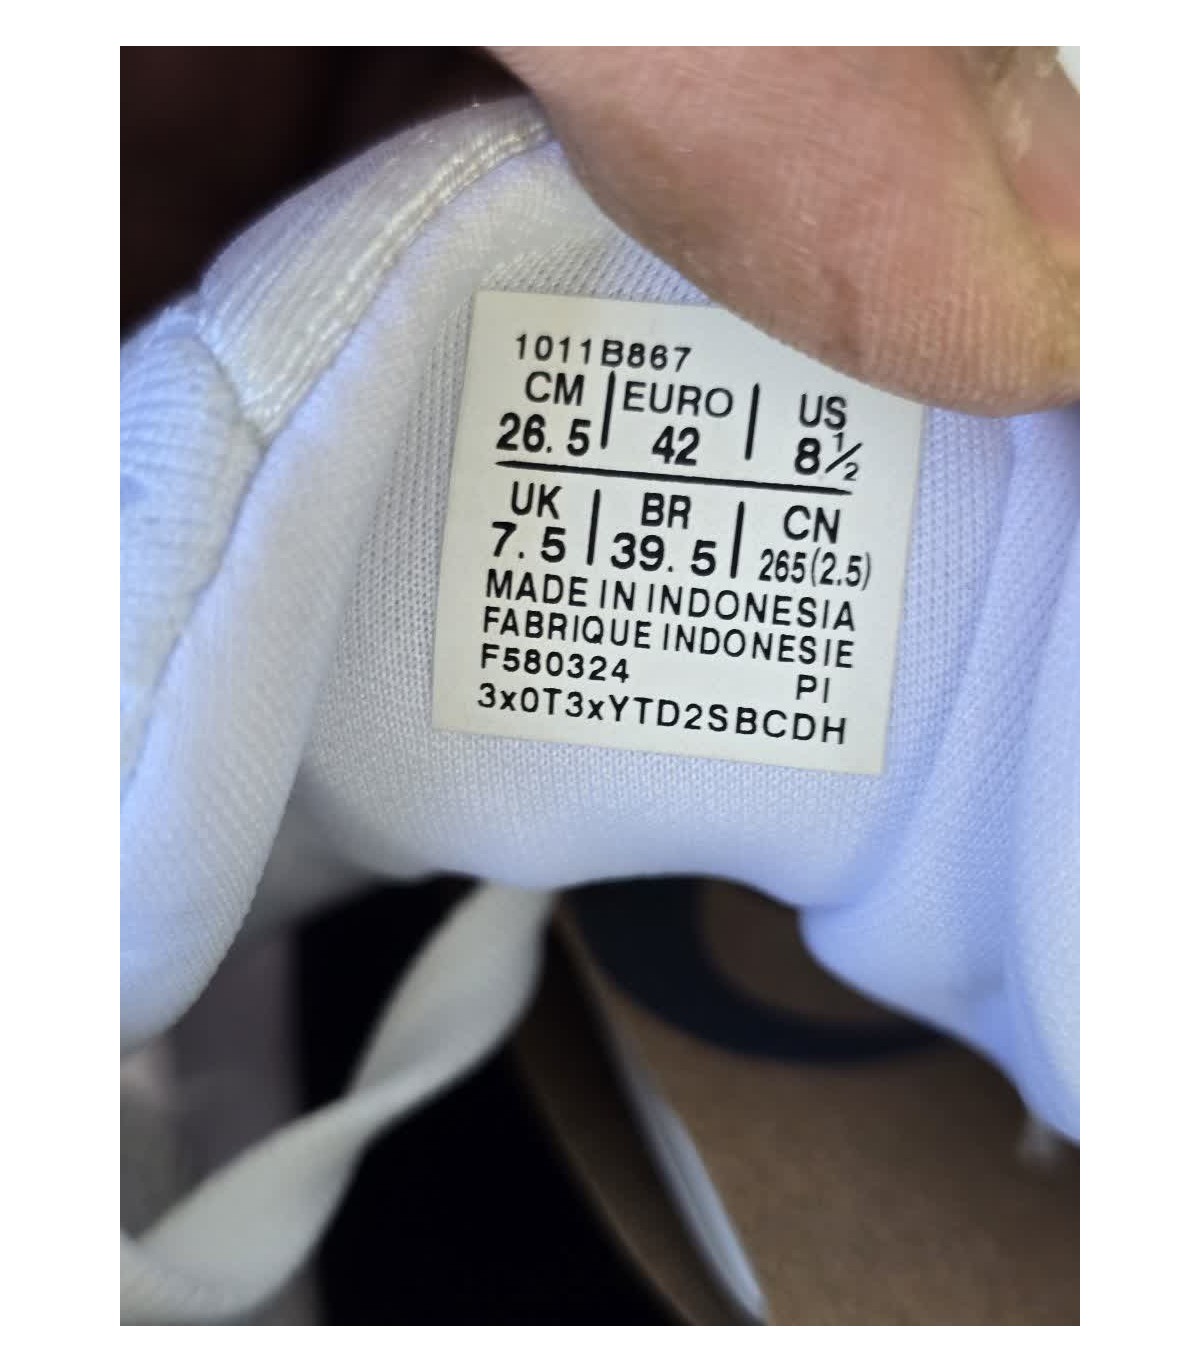 1011B867
CM | EURO | US
26.5 | 42 | 8½
UK | BR | CN
7.5 | 39.5 | 265(2.5)
MADE IN INDONESIA
FABRIQUE INDONESIE
F580324 PI
3x0T3xYTD2SBCDH